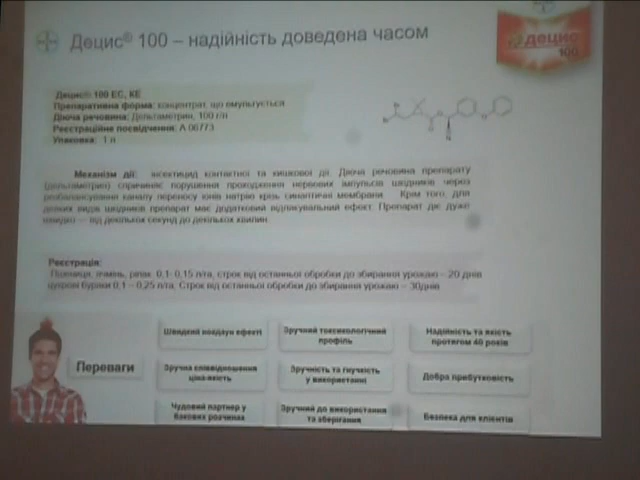 Децис® 100 – надійність доведена часом
децис
100
Децис® 100 ЕС, КЕ
Препаративна форма: концентрат, що емульгується
Діюча речовина: Дельтаметрин, 100 г/л
Реєстраційне посвідчення: А 06773
Упаковка: 1 л
Механізм дії: інсектицид контактної та кишкової дії. Діюча речовина препарату
(дельтаметрин) спричиняє порушення проходження нервових імпульсів шкідників через
розбалансування каналу переносу іонів натрію крізь синаптичні мембрани. Крім того, для
деяких видів шкідників препарат має додатковий відлякувальний ефект. Препарат діє дуже
швидко – від декількох секунд до декількох хвилин.
Реєстрація:
Пшениця, ячмінь, ріпак 0,1- 0,15 л/га, строк від останньої обробки до збирання урожаю – 20 днів
цукрові буряки 0,1 – 0,25 л/га, Строк від останньої обробки до збирання урожаю – 30днів
Переваги
Швидкий нокдаун ефект
Зручний токсикологічний
профіль
Надійність та якість
протягом 40 років
Зручна співвідношення
ціна-якість
Зручність та гнучкість
у використанні
Добра прибутковість
Чудовий партнер у
бакових розчинах
Зручний до використання
та зберігання
Безпека для клієнтів